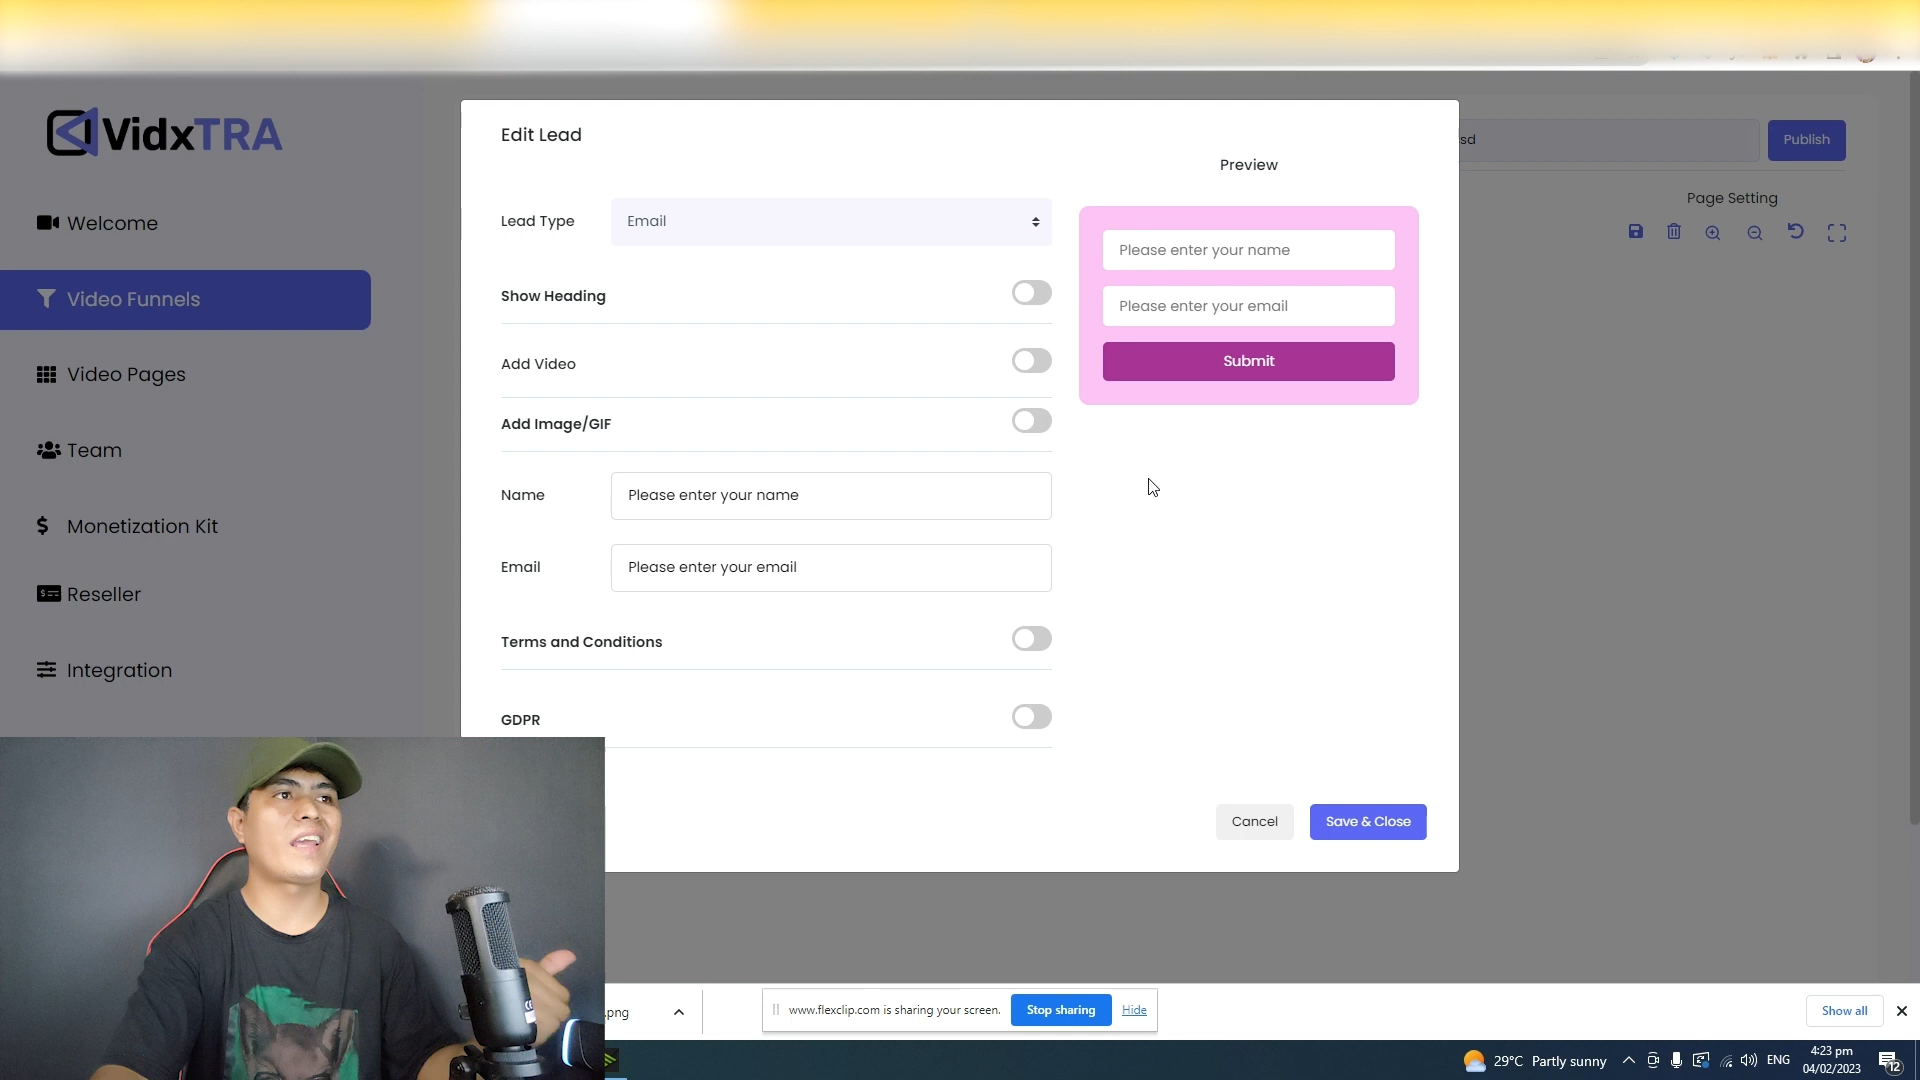 VidxTRA
Welcome
Video Funnels
Video Pages
Team
Monetization Kit
Reseller
Integration
Edit Lead
Preview
Lead Type
Email
Show Heading
Add Video
Add Image/GIF
Name
Please enter your name
Email
Please enter your email
Terms and Conditions
GDPR
Please enter your name
Please enter your email
Submit
Cancel
Save & Close
sd
Publish
Page Setting
.png
www.flexclip.com is sharing your screen.
Stop sharing
Hide
Show all
29°C Partly sunny
ENG
4:23 pm
04/02/2023
12